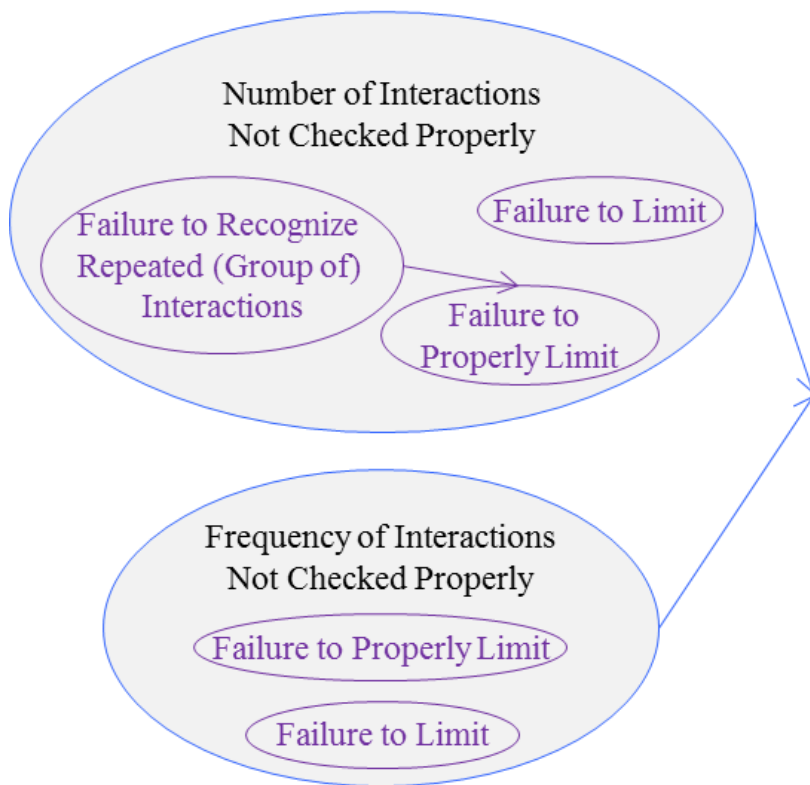 Number of Interactions
Not Checked Properly
Failure to Limit
Failure to Recognize
Repeated (Group of)
Interactions
Failure to
Properly Limit
Frequency of Interactions
Not Checked Properly
Failure to Properly Limit
Failure to Limit